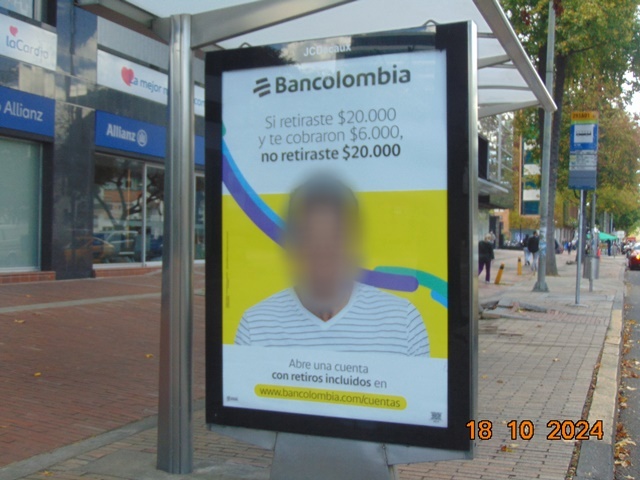 laCardio
La mejor
Allianz
Allianz
JCDecaux
Bancolombia
Si retiraste $20.000
y te cobraron $6.000,
no retiraste $20.000
Abre una cuenta
con retiros incluidos en
www.bancolombia.com/cuentas
18 10 2024